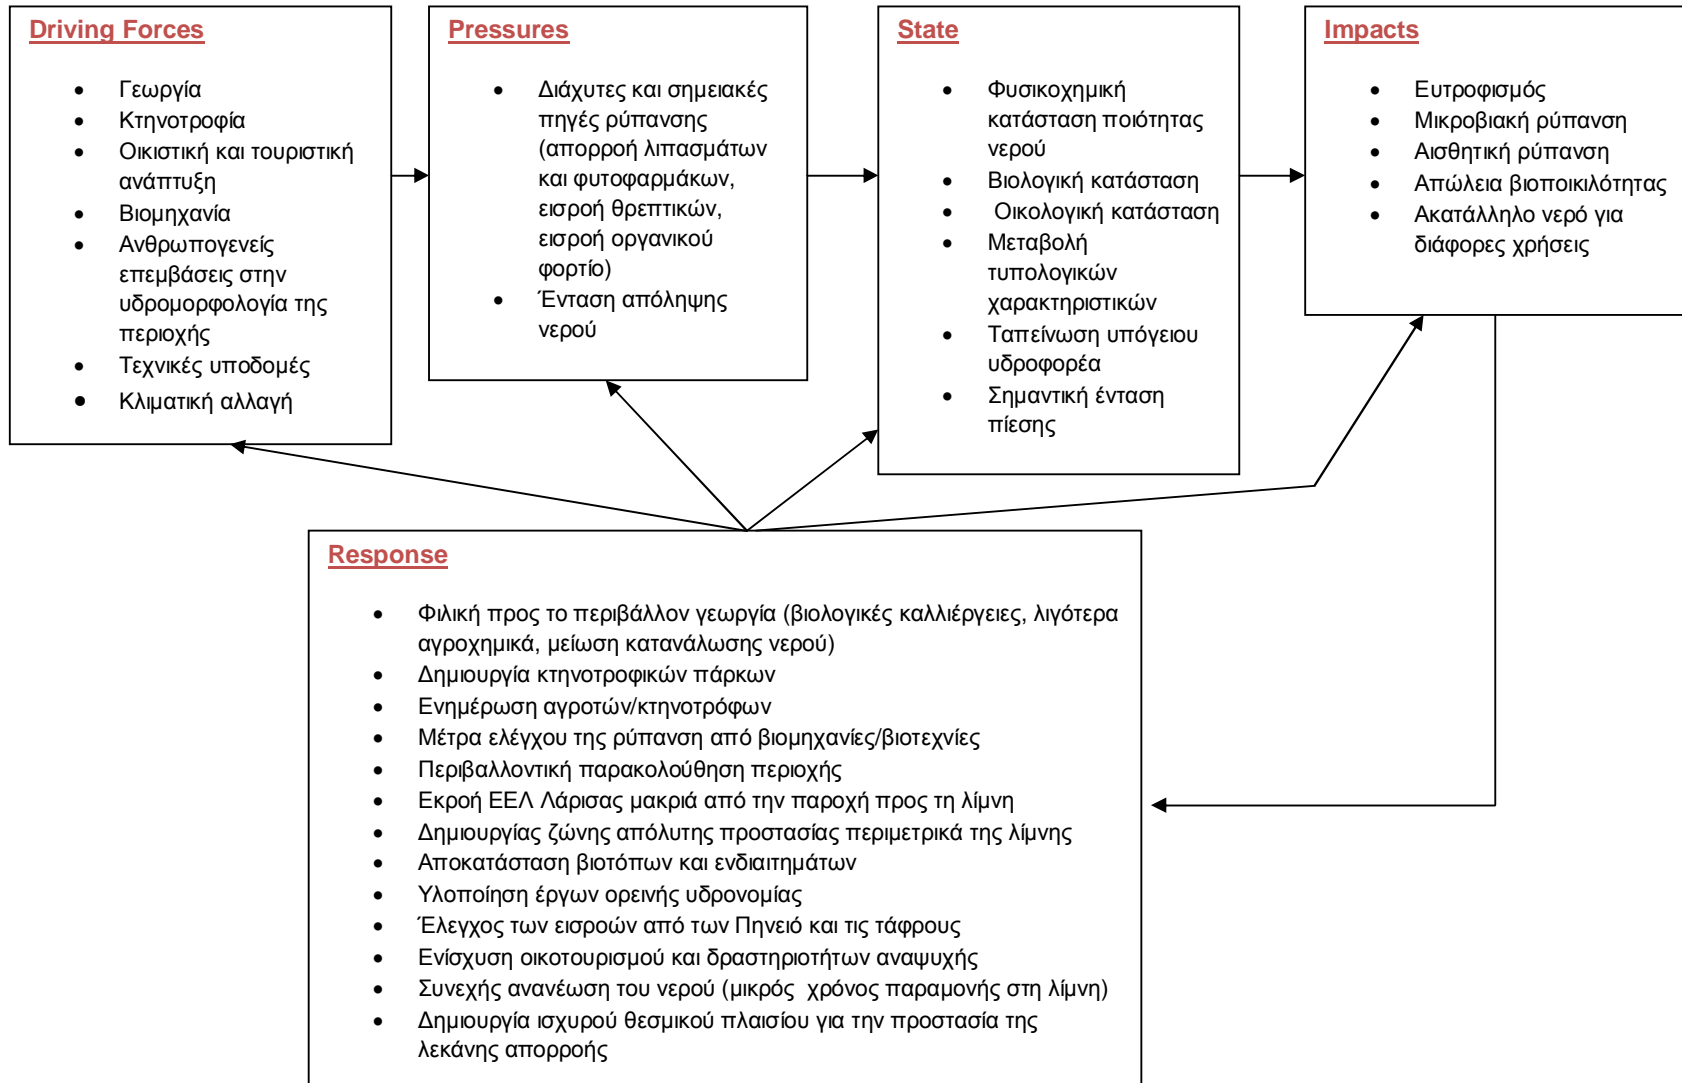 Driving Forces
Γεωργία
Κτηνοτροφία
Οικιστική και τουριστική
ανάπτυξη
Βιομηχανία
Ανθρωπογενείς
επεμβάσεις στην
υδρομορφολογία της
περιοχής
Τεχνικές υποδομές
Κλιματική αλλαγή
Pressures
Διάχυτες και σημειακές
πηγές ρύπανσης
(απορροή λιπασμάτων
και φυτοφαρμάκων,
εισροή θρεπτικών,
εισροή οργανικού
φορτίο)
Ένταση απόληψης
νερού
State
Φυσικοχημική
κατάσταση ποιότητας
νερού
Βιολογική κατάσταση
Οικολογική κατάσταση
Μεταβολή
τυπολογικών
χαρακτηριστικών
Ταπείνωση υπόγειου
υδροφορέα
Σημαντική ένταση
πίεσης
Impacts
Ευτροφισμός
Μικροβιακή ρύπανση
Αισθητική ρύπανση
Απώλεια βιοποικιλότητας
Ακατάλληλο νερό για
διάφορες χρήσεις
Response
Φιλική προς το περιβάλλον γεωργία (βιολογικές καλλιέργειες, λιγότερα
αγροχημικά, μείωση κατανάλωσης νερού)
Δημιουργία κτηνοτροφικών πάρκων
Ενημέρωση αγροτών/κτηνοτρόφων
Μέτρα ελέγχου της ρύπανση από βιομηχανίες/βιοτεχνίες
Περιβαλλοντική παρακολούθηση περιοχής
Εκροή ΕΕΛ Λάρισας μακριά από την παροχή προς τη λίμνη
Δημιουργίας ζώνης απόλυτης προστασίας περιμετρικά της λίμνης
Αποκατάσταση βιοτόπων και ενδιαιτημάτων
Υλοποίηση έργων ορεινής υδρονομίας
Έλεγχος των εισροών από των Πηνειό και τις τάφρους
Ενίσχυση οικοτουρισμού και δραστηριοτήτων αναψυχής
Συνεχής ανανέωση του νερού (μικρός χρόνος παραμονής στη λίμνη)
Δημιουργία ισχυρού θεσμικού πλαισίου για την προστασία της
λεκάνης απορροής